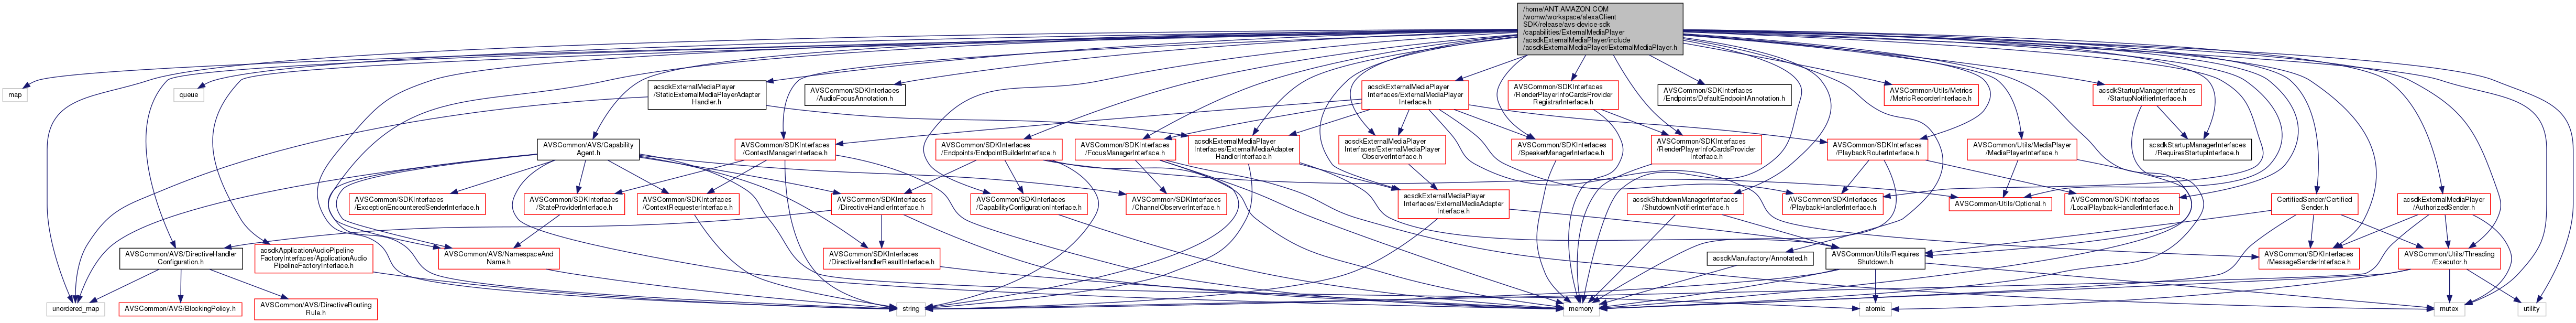 /home/ANT.AMAZON.COM
/womw/workspace/alexaClient
SDK/release/avs-device-sdk
/capabilities/ExternalMediaPlayer
/acsdkExternalMediaPlayer/include
/acsdkExternalMediaPlayer/ExternalMediaPlayer.h
map
queue
acsdkExternalMediaPlayer
/StaticExternalMediaPlayerAdapter
Handler.h
AVSCommon/SDKInterfaces
/AudioFocusAnnotation.h
acsdkExternalMediaPlayer
Interfaces/ExternalMediaPlayer
Interface.h
AVSCommon/SDKInterfaces
/RenderPlayerInfoCardsProvider
RegistrarInterface.h
AVSCommon/SDKInterfaces
/Endpoints/DefaultEndpointAnnotation.h
AVSCommon/Utils/Metrics
/MetricRecorderInterface.h
acsdkStartupManagerInterfaces
/StartupNotifierInterface.h
AVSCommon/AVS/Capability
Agent.h
AVSCommon/SDKInterfaces
/ContextManagerInterface.h
AVSCommon/SDKInterfaces
/Endpoints/EndpointBuilderInterface.h
AVSCommon/SDKInterfaces
/FocusManagerInterface.h
acsdkExternalMediaPlayer
Interfaces/ExternalMediaAdapter
HandlerInterface.h
acsdkExternalMediaPlayer
Interfaces/ExternalMediaPlayer
ObserverInterface.h
AVSCommon/SDKInterfaces
/SpeakerManagerInterface.h
AVSCommon/SDKInterfaces
/RenderPlayerInfoCardsProvider
Interface.h
AVSCommon/SDKInterfaces
/PlaybackRouterInterface.h
AVSCommon/Utils/MediaPlayer
/MediaPlayerInterface.h
acsdkStartupManagerInterfaces
/RequiresStartupInterface.h
AVSCommon/SDKInterfaces
/ExceptionEncounteredSenderInterface.h
AVSCommon/SDKInterfaces
/StateProviderInterface.h
AVSCommon/SDKInterfaces
/ContextRequesterInterface.h
AVSCommon/SDKInterfaces
/DirectiveHandlerInterface.h
AVSCommon/SDKInterfaces
/CapabilityConfigurationInterface.h
AVSCommon/SDKInterfaces
/ChannelObserverInterface.h
acsdkExternalMediaPlayer
Interfaces/ExternalMediaAdapter
Interface.h
acsdkShutdownManagerInterfaces
/ShutdownNotifierInterface.h
AVSCommon/SDKInterfaces
/PlaybackHandlerInterface.h
AVSCommon/Utils/Optional.h
AVSCommon/SDKInterfaces
/LocalPlaybackHandlerInterface.h
CertifiedSender/Certified
Sender.h
acsdkExternalMediaPlayer
/AuthorizedSender.h
AVSCommon/AVS/DirectiveHandler
Configuration.h
acsdkApplicationAudioPipeline
FactoryInterfaces/ApplicationAudio
PipelineFactoryInterface.h
AVSCommon/AVS/NamespaceAnd
Name.h
AVSCommon/SDKInterfaces
/DirectiveHandlerResultInterface.h
acsdkManufactory/Annotated.h
AVSCommon/Utils/Requires
Shutdown.h
AVSCommon/SDKInterfaces
/MessageSenderInterface.h
AVSCommon/Utils/Threading
/Executor.h
unordered_map
AVSCommon/AVS/BlockingPolicy.h
AVSCommon/AVS/DirectiveRouting
Rule.h
string
memory
atomic
mutex
utility